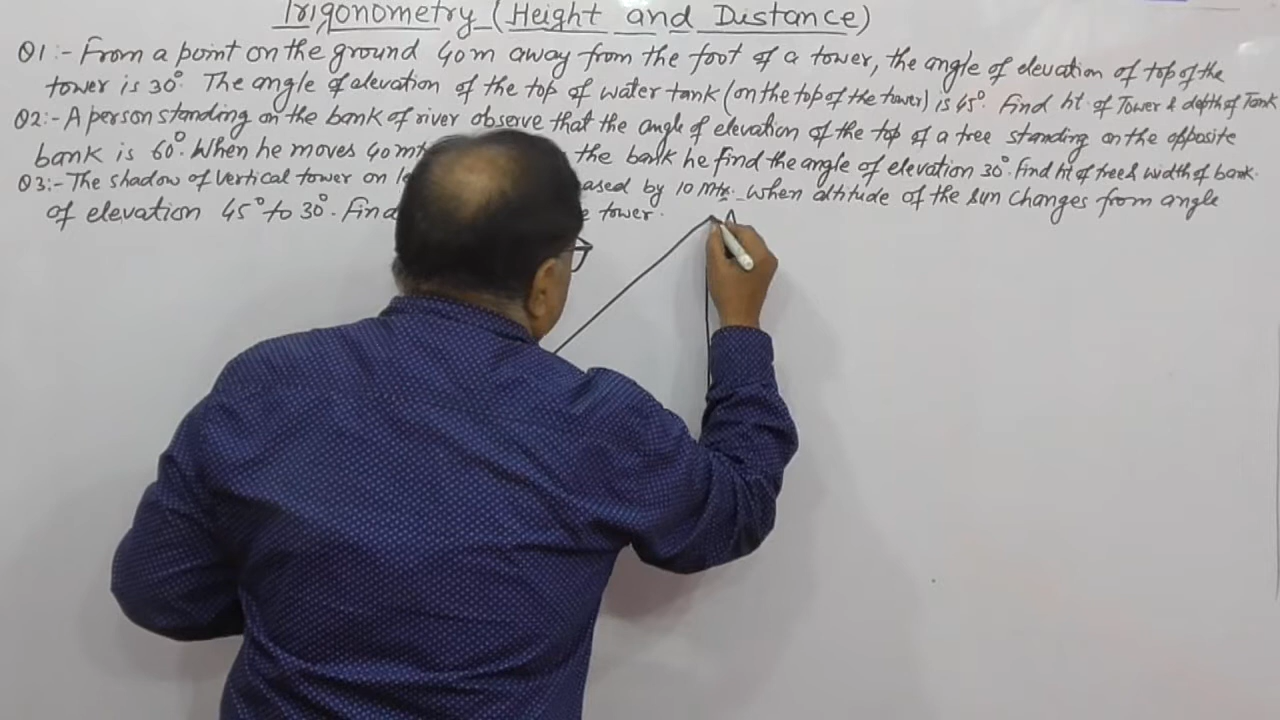 Trigonometry (Height and Distance)
Q1:- From a point on the ground 40m away from the foot of a tower, the angle of elevation of top of the
tower is 30°. The angle of elevation of the top of water tank (on the top of the tower) is 45°. Find ht. of Tower & depth of Tank
Q2:- A person standing on the bank of river observe that the angle of elevation of the top of a tree standing on the opposite
bank is 60°. When he moves 40 the bank he find the angle of elevation 30°. Find ht of tree & width of bank.
Q3:- The shadow of vertical tower on by 10 mtr. when altitude of the sun changes from angle
of elevation 45° to 30°. Find tower.
A